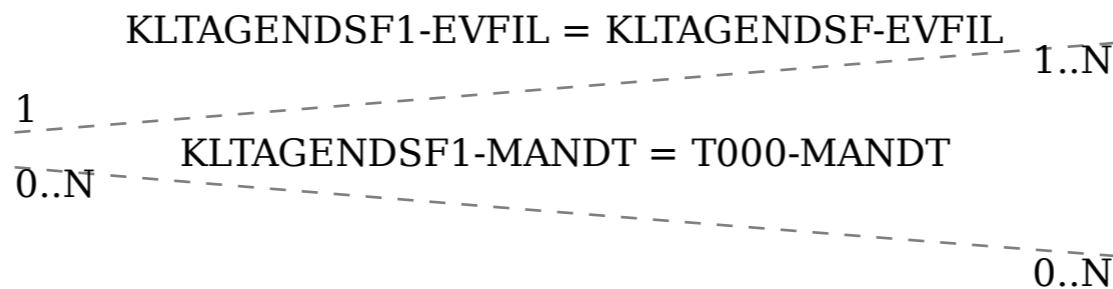 KLTAGENDSF1-EVFIL = KLTAGENDSF-EVFIL
1..N
1
KLTAGENDSF1-MANDT = T000-MANDT
0..N
0..N